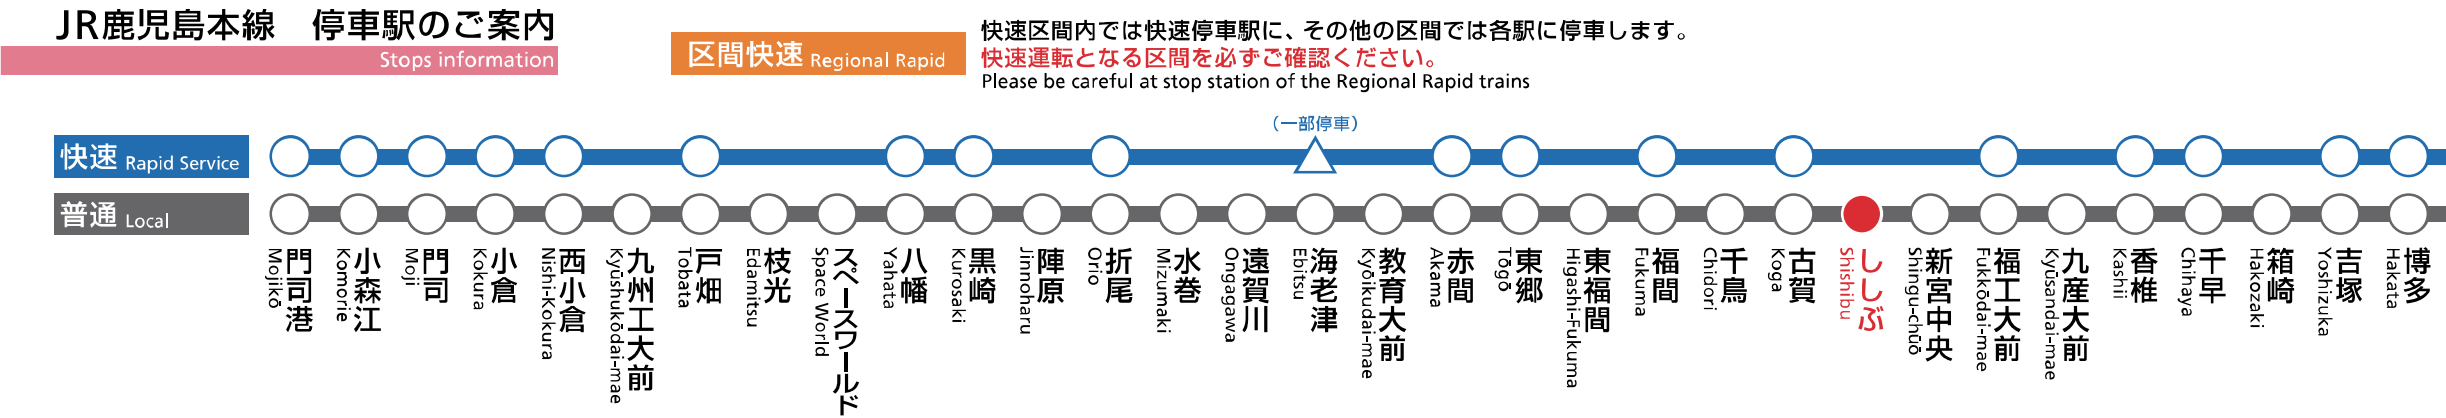 JR鹿児島本線　停車駅のご案内
Stops information
区間快速 Regional Rapid
快速区間内では快速停車駅に、その他の区間では各駅に停車します。
快速運転となる区間を必ずご確認ください。
Please be careful at stop station of the Regional Rapid trains
（一部停車）
快速 Rapid Service
普通 Local
門司港 Mojikō
小森江 Komorie
門司 Moji
小倉 Kokura
西小倉 Nishi-Kokura
九州工大前 Kyūshukōdai-mae
戸畑 Tobata
枝光 Edamitsu
スペースワールド Space World
八幡 Yahata
黒崎 Kurosaki
陣原 Jinnoharu
折尾 Orio
水巻 Mizumaki
遠賀川 Ongagawa
海老津 Ebitsu
教育大前 Kyōikudai-mae
赤間 Akama
東郷 Tōgō
東福間 Higashi-Fukuma
福間 Fukuma
千鳥 Chidori
古賀 Koga
ししぶ Shishibu
新宮中央 Shingu-chūō
福工大前 Fukkōdai-mae
九産大前 Kyūsandai-mae
香椎 Kashii
千早 Chihaya
箱崎 Hakozaki
吉塚 Yoshizuka
博多 Hakata